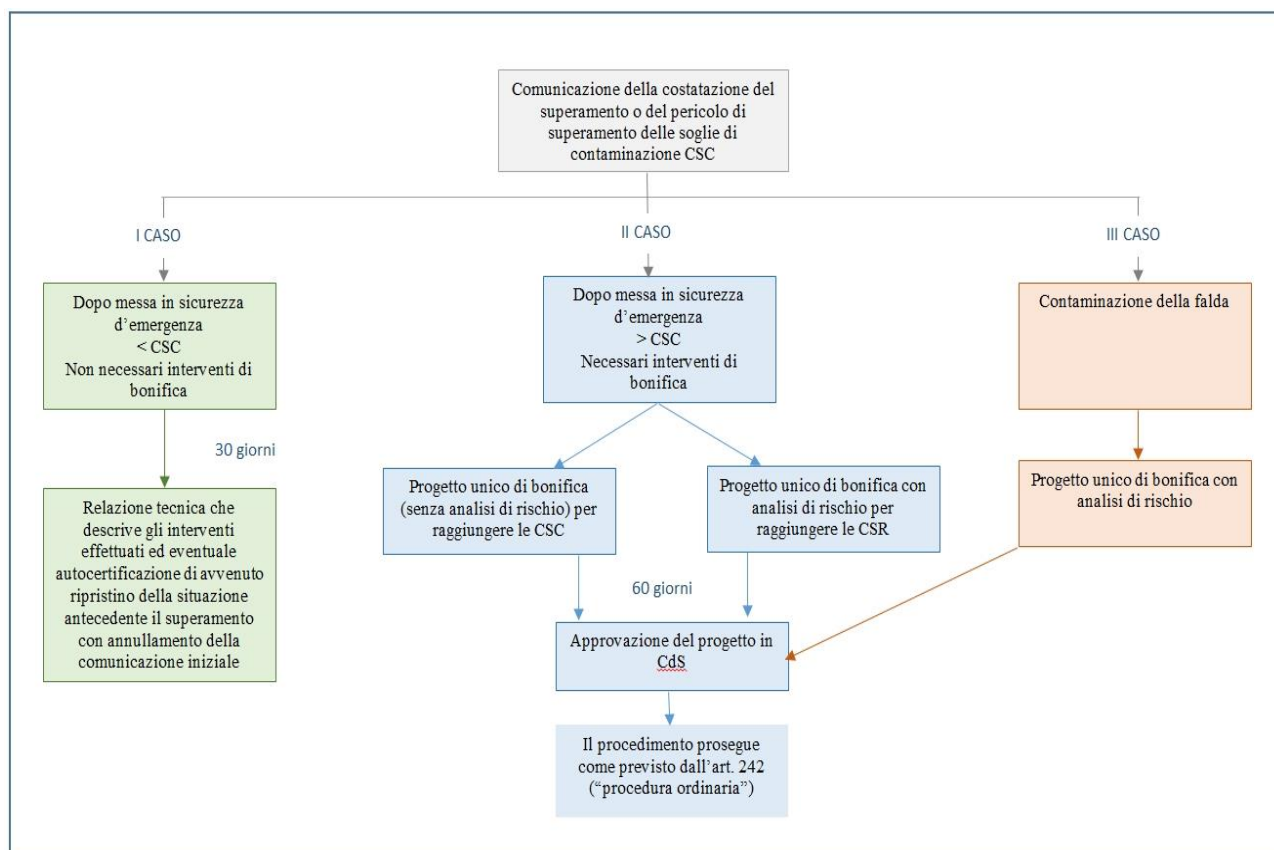 Comunicazione della costatazione del
superamento o del pericolo di
superamento delle soglie di
contaminazione CSC
I CASO
II CASO
III CASO
Dopo messa in sicurezza
d’emergenza
< CSC
Non necessari interventi di
bonifica
Dopo messa in sicurezza
d’emergenza
> CSC
Necessari interventi di
bonifica
Contaminazione della falda
30 giorni
Relazione tecnica che
descrive gli interventi
effettuati ed eventuale
autocertificazione di avvenuto
ripristino della situazione
antecedente il superamento
con annullamento della
comunicazione iniziale
Progetto unico di bonifica
(senza analisi di rischio) per
raggiungere le CSC
Progetto unico di bonifica con
analisi di rischio per
raggiungere le CSR
Progetto unico di bonifica con
analisi di rischio
60 giorni
Approvazione del progetto in
CdS
Il procedimento prosegue
come previsto dall’art. 242
(“procedura ordinaria”)